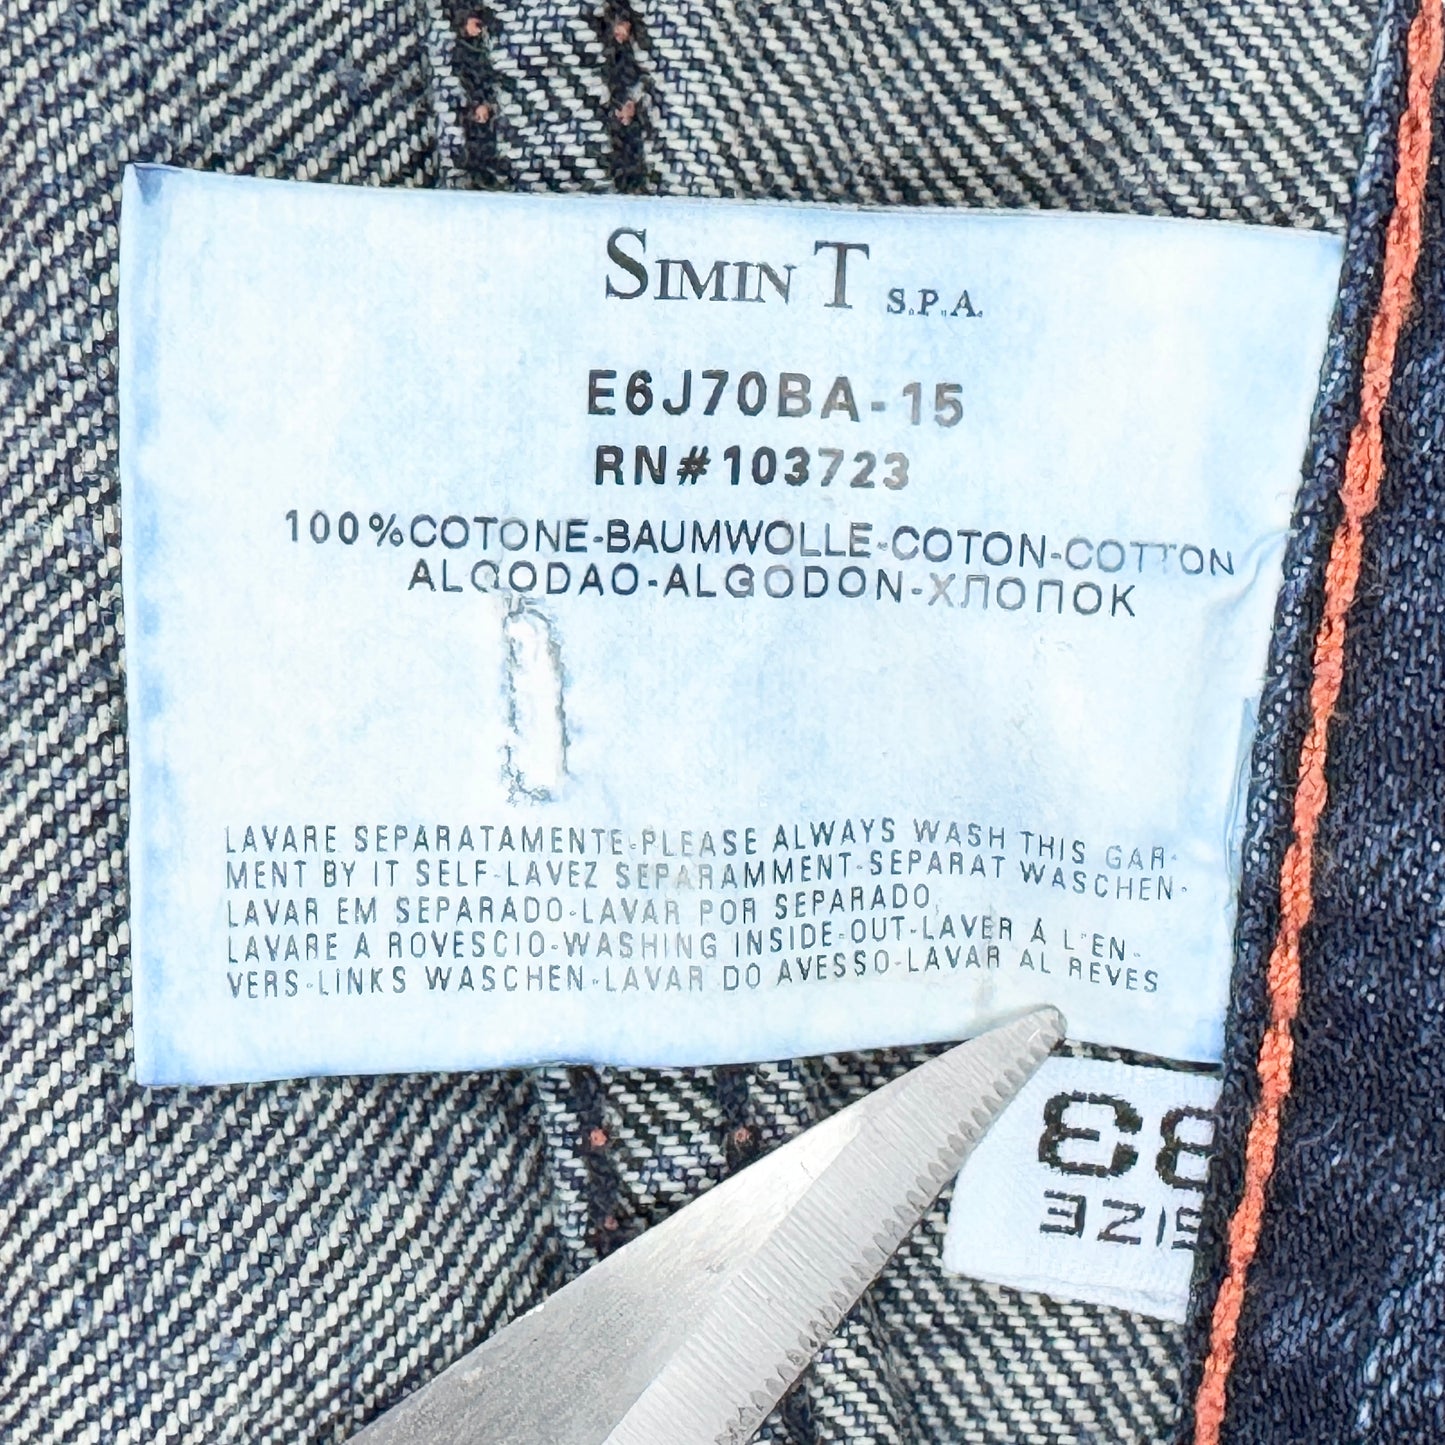 SIMIN T S.P.A.
E6J70BA-15
RN#103723
100%COTONE-BAUMWOLLE-COTON-COTTON
ALGODAO-ALGODON-ХЛОПОК
LAVARE SEPARATAMENTE-PLEASE ALWAYS WASH THIS GAR-
MENT BY IT SELF-LAVEZ SEPARAMMENT-SEPARAT WASCHEN-
LAVAR EM SEPARADO-LAVAR POR SEPARADO,
LAVARE A ROVESCIO-WASHING INSIDE-OUT-LAVER Á L'EN-
VERS-LINKS WASCHEN-LAVAR DO AVESSO-LAVAR AL REVES
SIZE